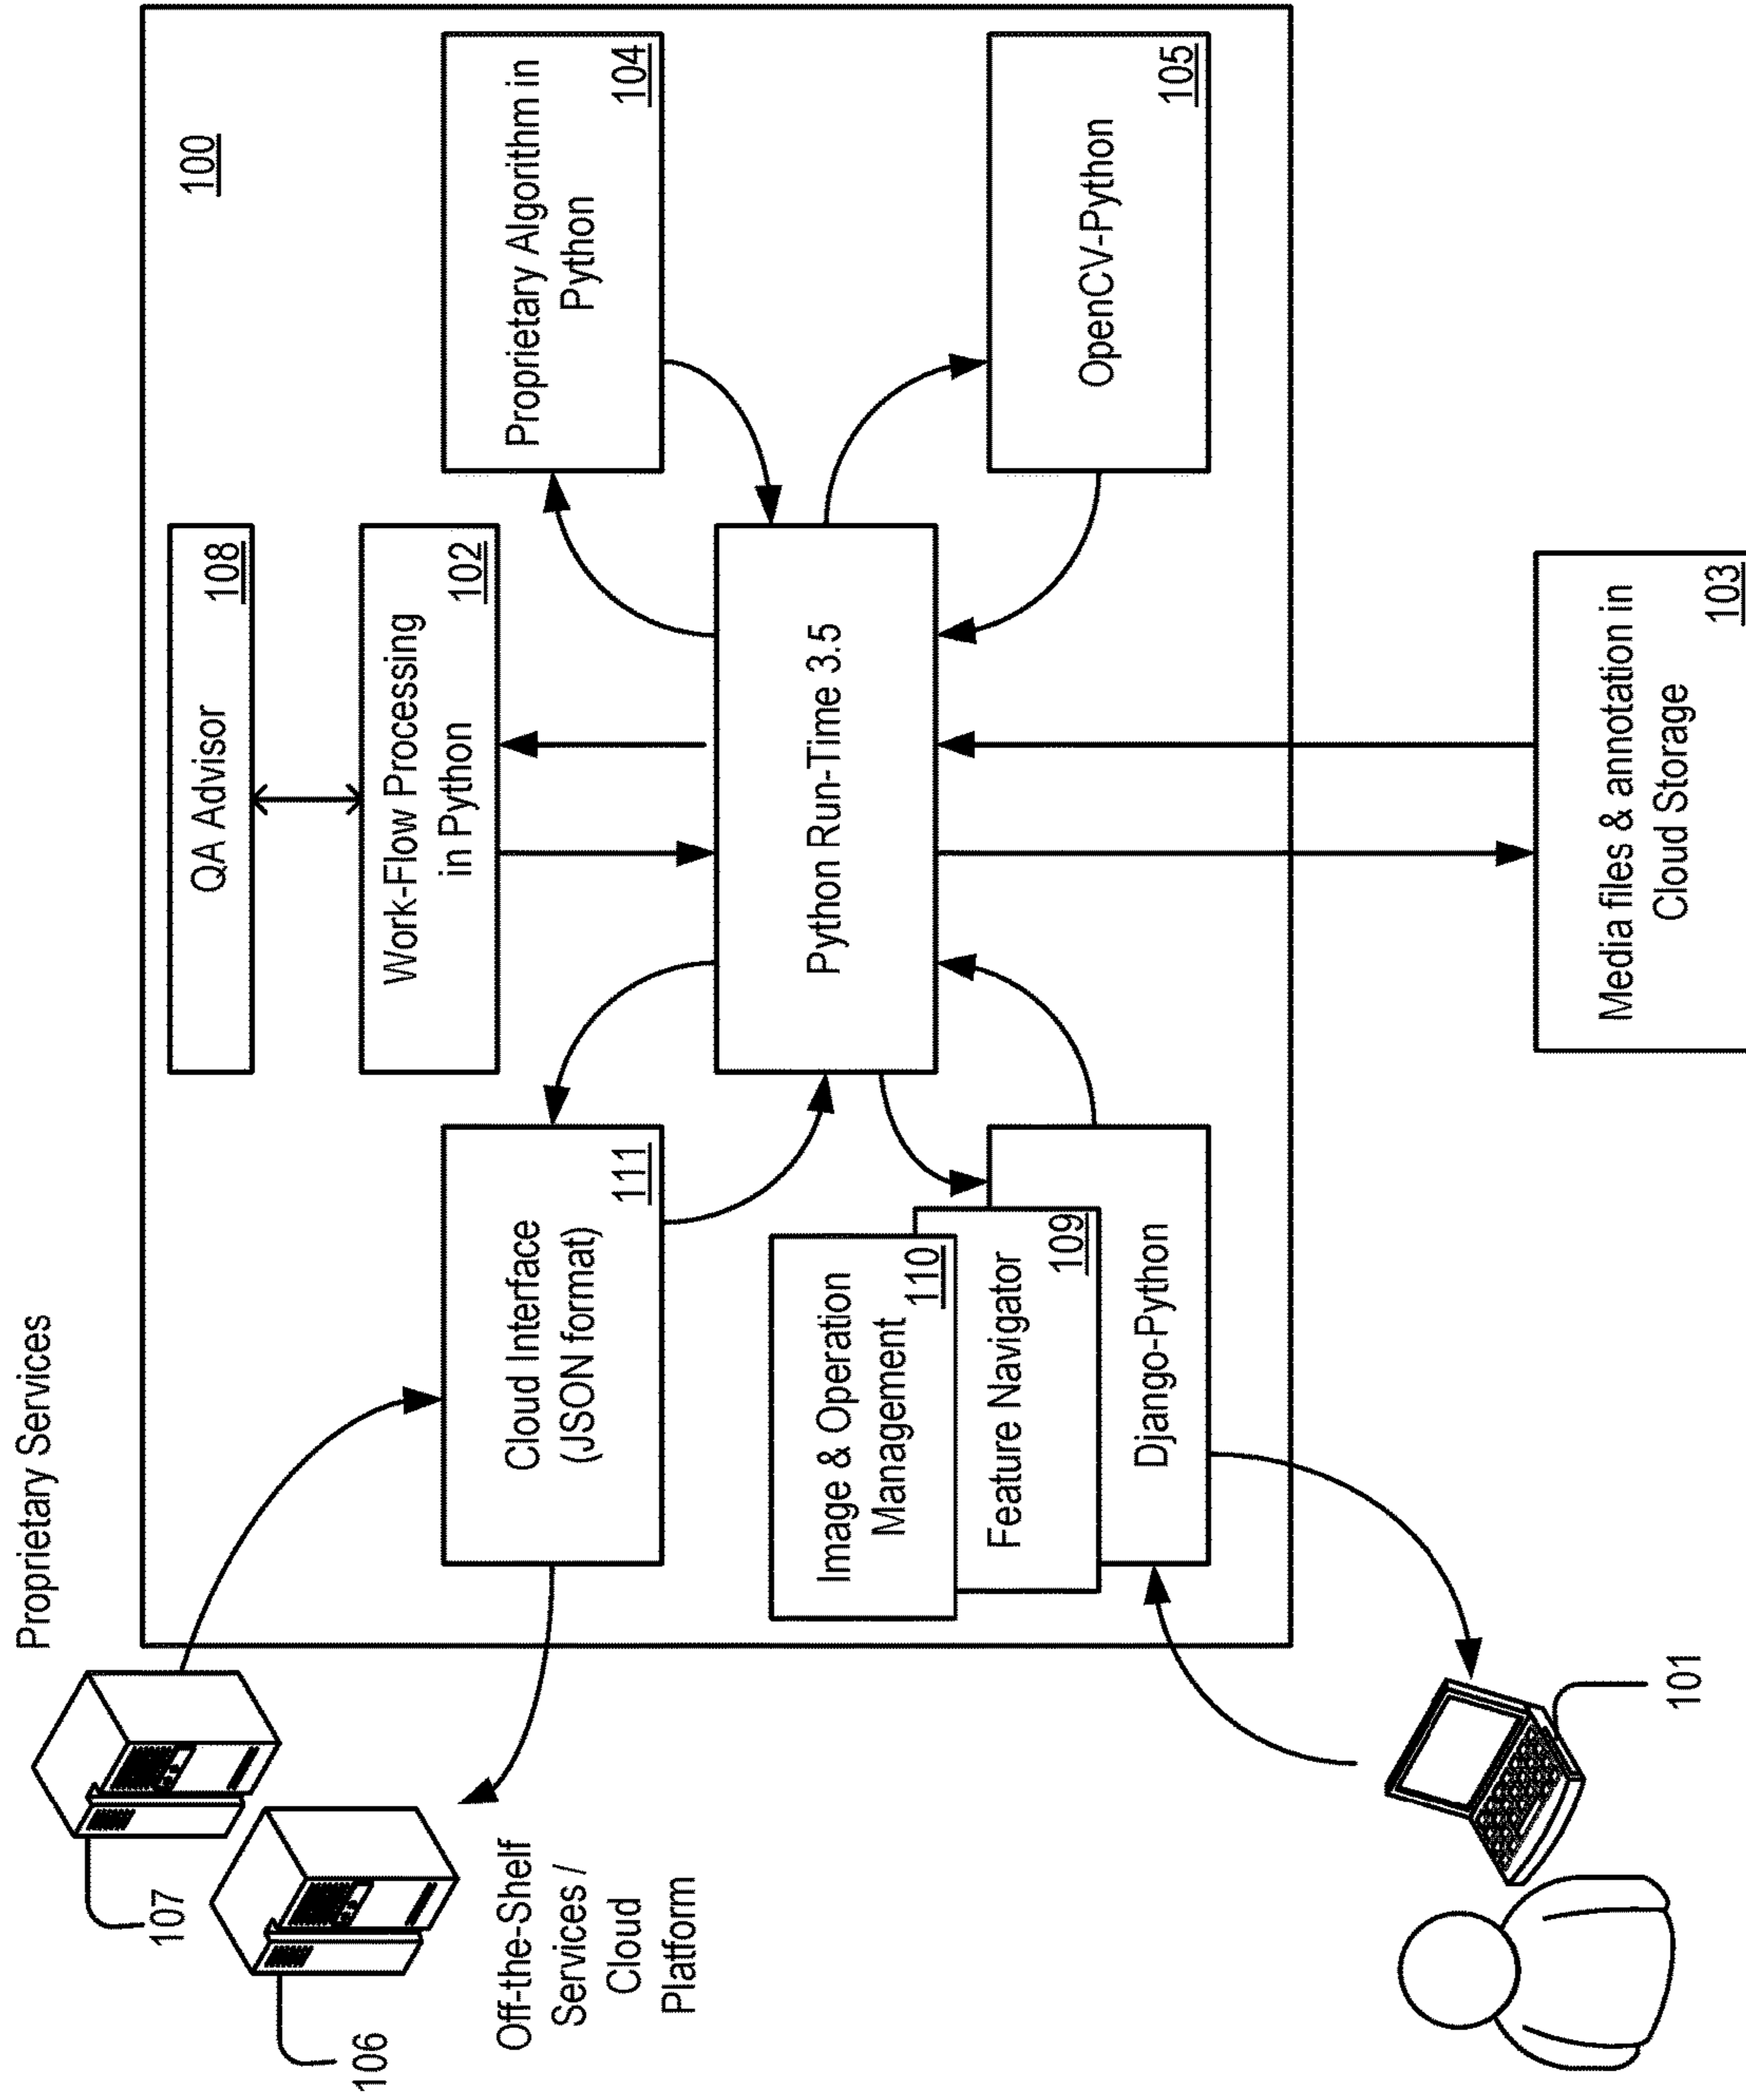 Proprietary Services
107
106
Off-the-Shelf
Services /
Cloud
Platform
100
QA Advisor
108
Work-Flow Processing
in Python
102
Cloud Interface
(JSON format)
111
Proprietary Algorithm in
Python
104
Python Run-Time 3.5
Image & Operation
Management
110
Feature Navigator
109
Django-Python
OpenCV-Python
105
101
Media files & annotation in
Cloud Storage
103